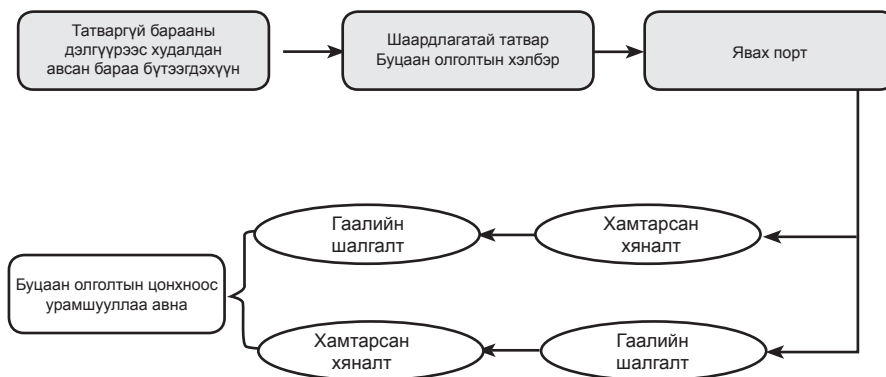 Татваргүй барааны
дэлгүүрээс худалдан
авсан бараа бүтээгдэхүүн
Шаардлагатай татвар
Буцаан олголтын хэлбэр
Явах порт
Гаалийн
шалгалт
Хамтарсан
хяналт
Буцаан олголтын цонхноос
урамшууллаа авна
Хамтарсан
хяналт
Гаалийн
шалгалт